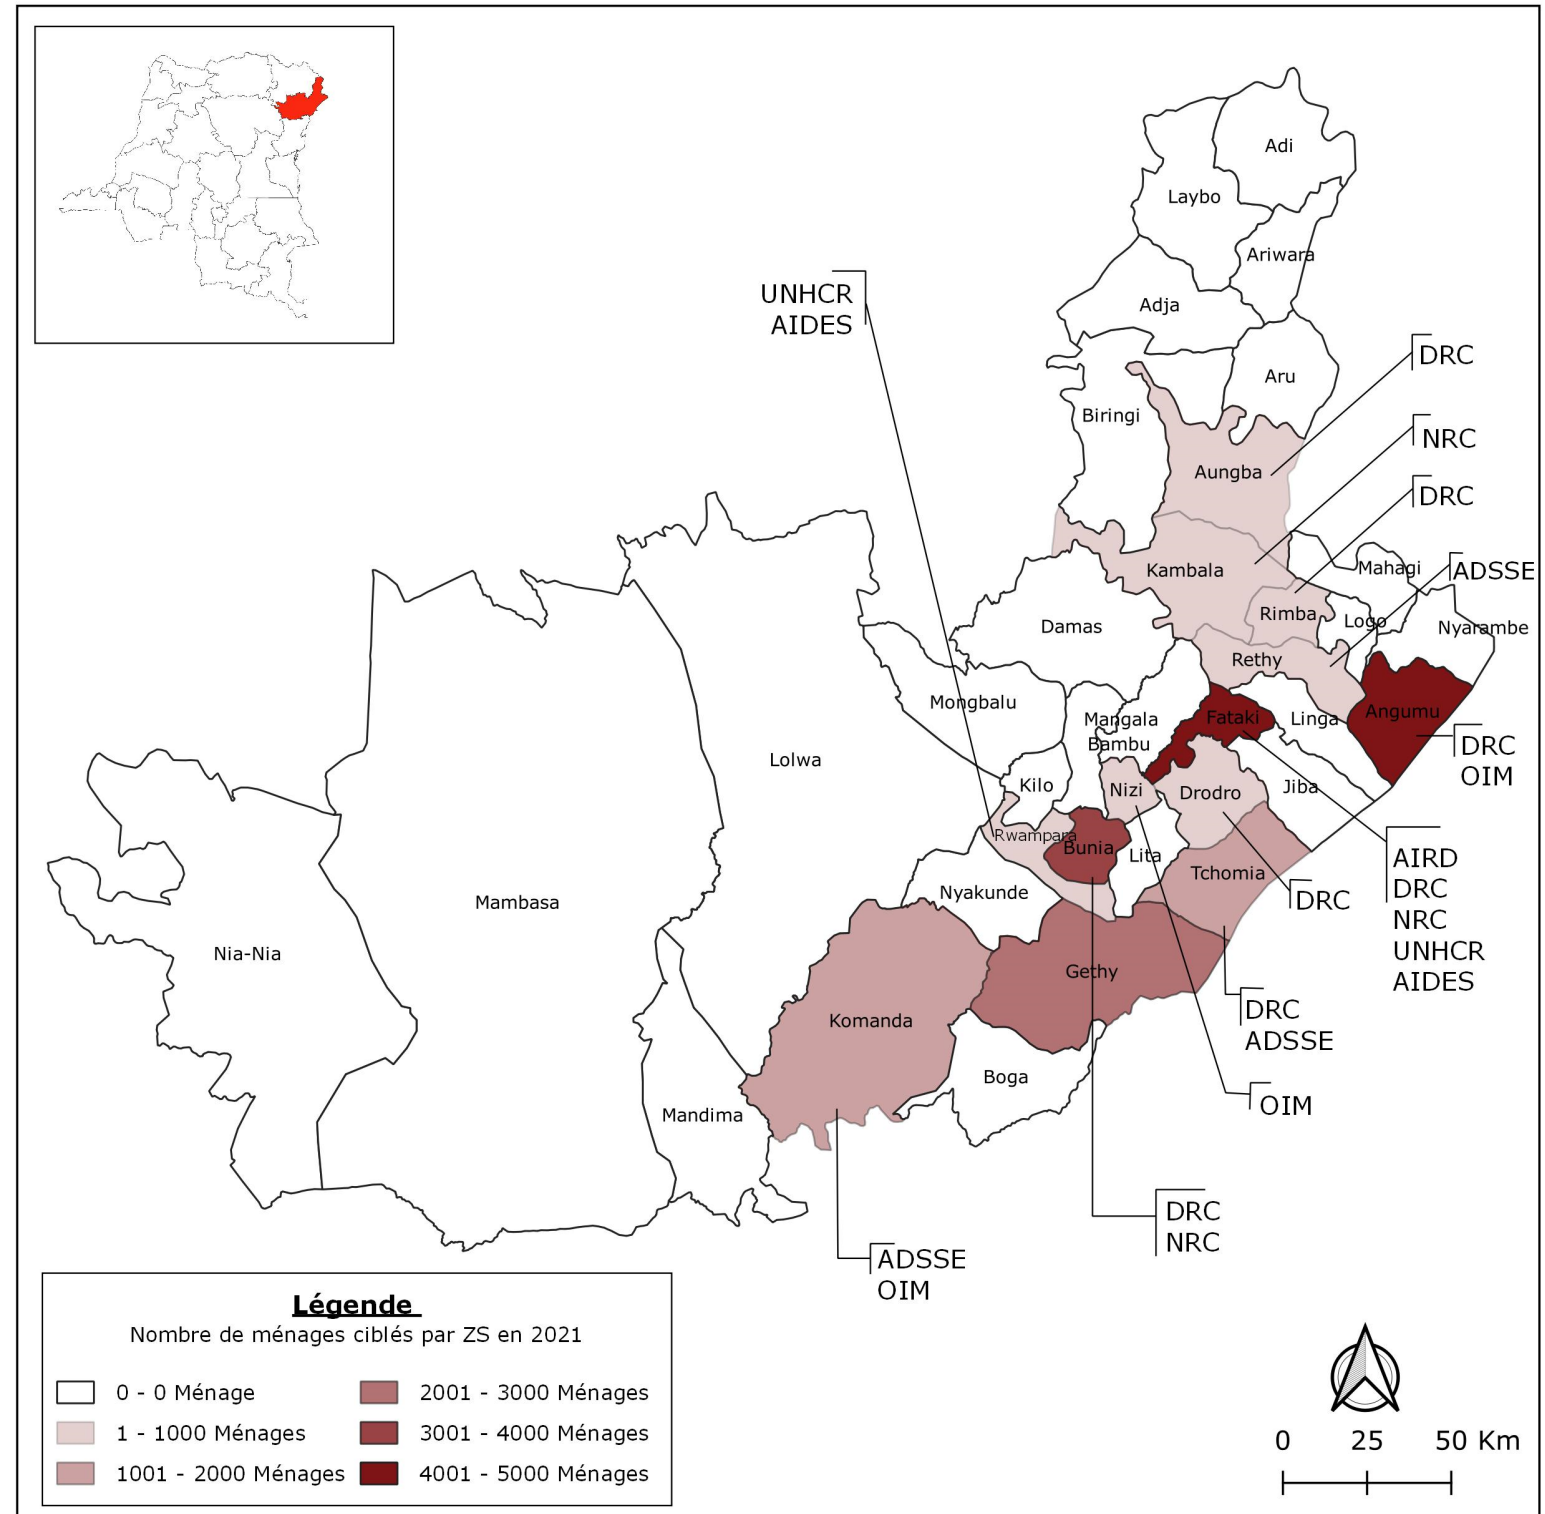 Adi
Laybo
Ariwara
UNHCR
AIDES
Adja
DRC
Aru
Biringi
NRC
Aungba
DRC
Mahagi
ADSSE
Kambala
Rimba
Logo
Nyarambe
Damas
Rethy
Mongbalu
Mangala
Fataki
Linga
Angumu
Bambu
DRC
OIM
Lolwa
Kilo
Nizi
Drodro
Jiba
Rwampara
Bunia
Lita
Tchomia
AIRD
DRC
NRC
UNHCR
AIDES
DRC
Nyakunde
Mambasa
Nia-Nia
Gethy
Komanda
DRC
ADSSE
Boga
OIM
Mandima
DRC
NRC
ADSSE
OIM
Légende
Nombre de ménages ciblés par ZS en 2021
0 - 0 Ménage
1 - 1000 Ménages
1001 - 2000 Ménages
2001 - 3000 Ménages
3001 - 4000 Ménages
4001 - 5000 Ménages
0 25 50 Km